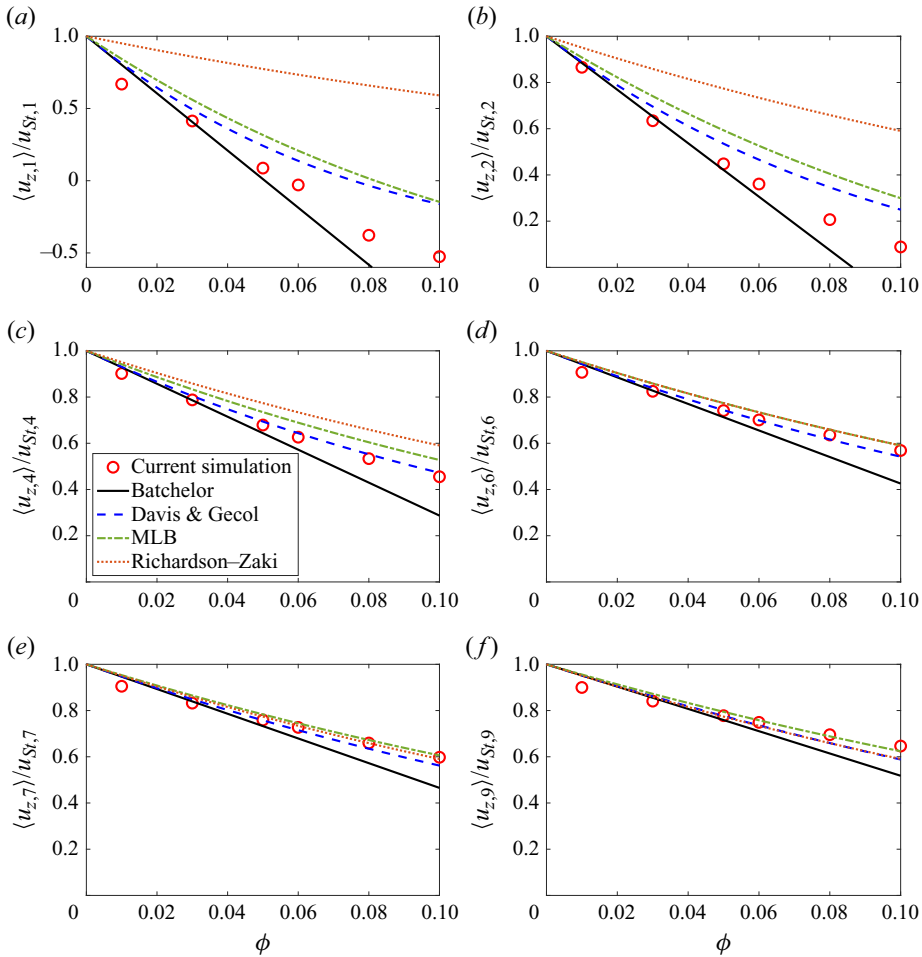 (a)
1.0
0.5
0
–0.5
⟨u_{z,1}⟩/u_{St,1}
0 0.02 0.04 0.06 0.08 0.10
(b)
1.0
0.8
0.6
0.4
0.2
⟨u_{z,2}⟩/u_{St,2}
0 0.02 0.04 0.06 0.08 0.10
(c)
1.0
0.8
0.6
0.4
0.2
⟨u_{z,4}⟩/u_{St,4}
Current simulation
Batchelor
Davis & Gecol
MLB
Richardson–Zaki
0 0.02 0.04 0.06 0.08 0.10
(d)
1.0
0.8
0.6
0.4
0.2
⟨u_{z,6}⟩/u_{St,6}
0 0.02 0.04 0.06 0.08 0.10
(e)
1.0
0.8
0.6
0.4
0.2
⟨u_{z,7}⟩/u_{St,7}
0 0.02 0.04 0.06 0.08 0.10
ϕ
(f)
1.0
0.8
0.6
0.4
0.2
⟨u_{z,9}⟩/u_{St,9}
0 0.02 0.04 0.06 0.08 0.10
ϕ